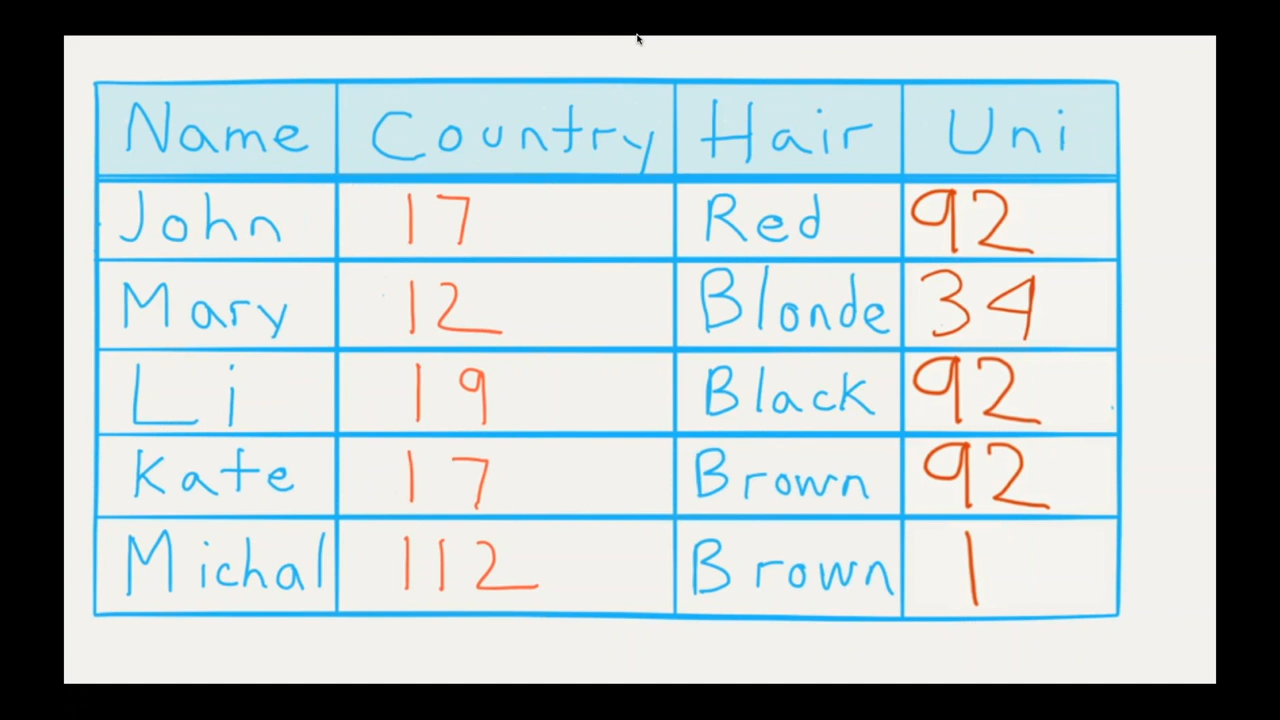 Name Country Hair Uni
John 17 Red 92
Mary 12 Blonde 34
Li 19 Black 92
Kate 17 Brown 92
Michal 112 Brown 1